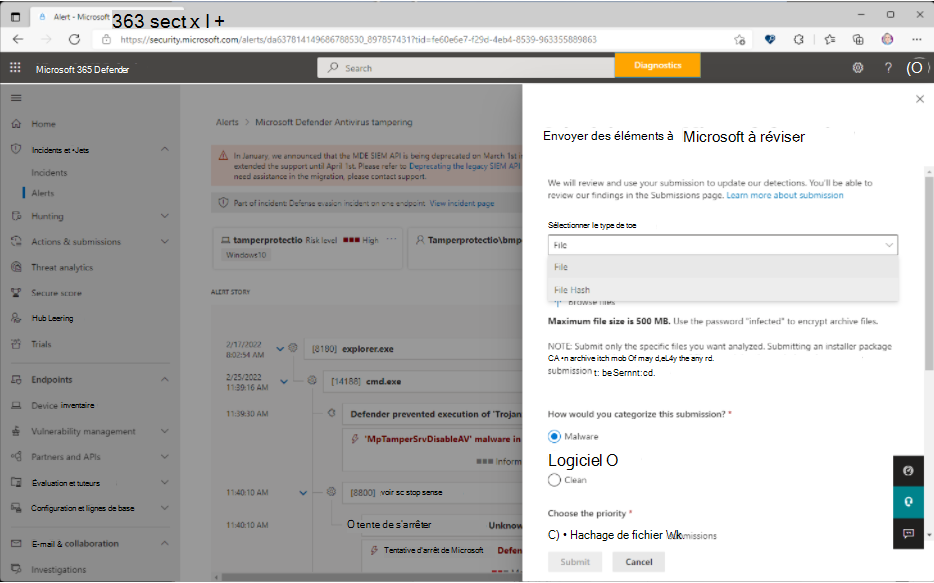 Alert - Microsoft 363 sect x l +
https://security.microsoft.com/alerts/da637814149686788530_897857431?tid=fe60e6e7-f29d-4eb4-8539-963355889863
Microsoft 365 Defender
Search
Diagnostics
? (O )
Home
Incidents et •Jets
Incidents
Alerts
Hunting
Actions & submissions
Threat analytics
Secure score
Hub Leering
Trials
Endpoints
Device inventaire
Vulnerability management
Partners and APIs
Évaluation et tuteurs
Configuration et lignes de base
E-mail & collaboration
Investigations
Alerts > Microsoft Defender Antivirus tampering
In January, we announced that the MDE SIEM API is being deprecated on March 1st
extended the support until April 1st. Please refer to Deprecating the legacy SIEM API
need assistance in the migration, please contact support.
Part of incident: Defense evasion incident on one endpoint. View incident page
tamperprotectio Risk level High ...
Windows10
Tamperprotectio\bmp
ALERT STORY
2/17/2022
8:02:54 AM
[8180] explorer.exe
2/25/2022
11:39:16 AM
[14188] cmd.exe
11:39:30 AM
Defender prevented execution of 'Trojan
'MpTamperSrvDisableAV' malware in
Inform
11:40:10 AM
[8800] voir sc stop sense
11:40:10 AM
O tente de s'arrêter Unknow
Tentative d'arrêt de Microsoft Defen
Envoyer des éléments à Microsoft à réviser
We will review and use your submission to update our detections. You'll be able to
review our findings in the Submissions page. Learn more about submission
Sélectionner le type de toe
File
File
File Hash
Browse files
Maximum file size is 500 MB. Use the password "infected" to encrypt archive files.
NOTE: Submit only the specific files you want analyzed. Submitting an installer package
CA •n archive itch mob Of may d,eL4y the any rd.
submission t: beSernnt:cd.
How would you categorize this submission? *
Malware
Logiciel O
Clean
Choose the priority *
C) • Hachage de fichier Wk. submissions
Submit
Cancel